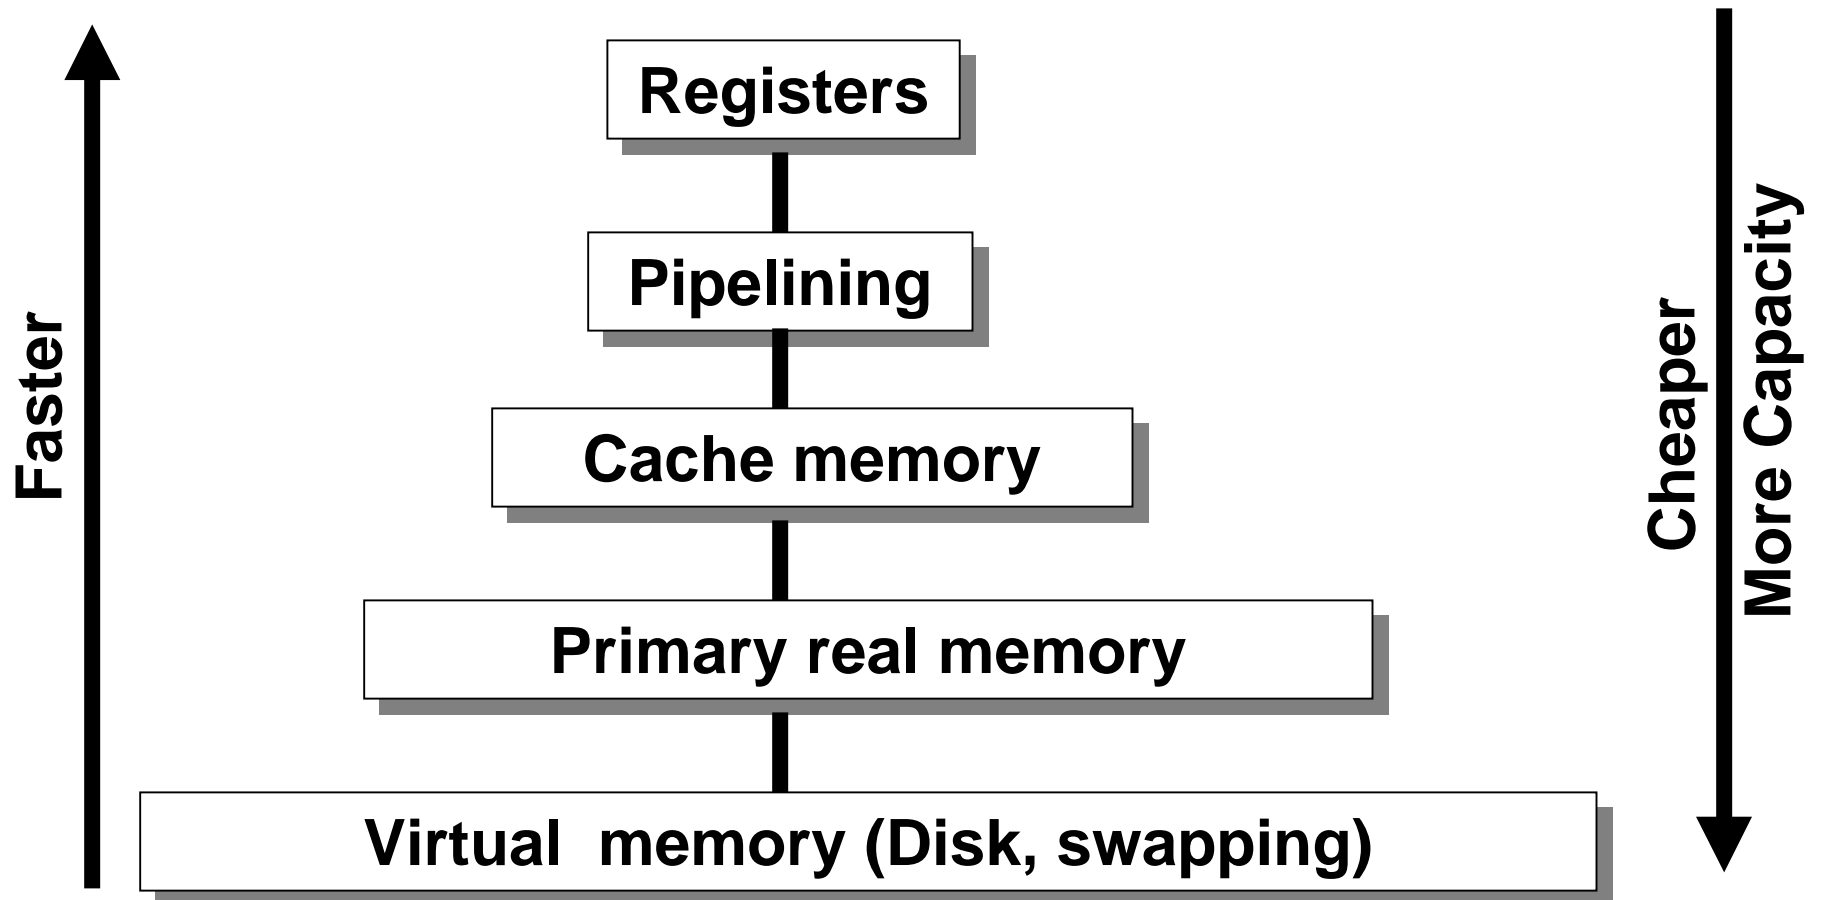 Registers
Pipelining
Cache memory
Primary real memory
Virtual memory (Disk, swapping)
Faster
Cheaper
More Capacity